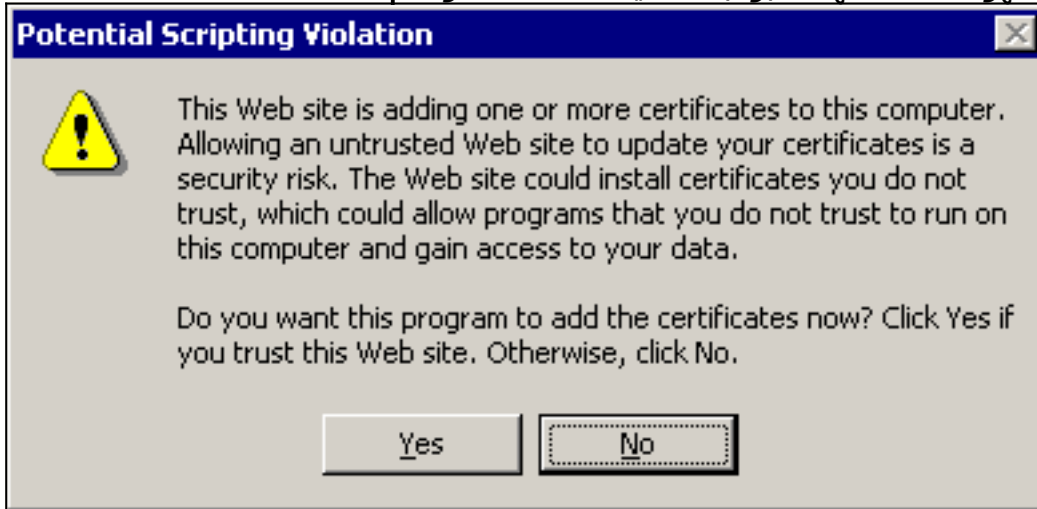 Potential Scripting Violation
This Web site is adding one or more certificates to this computer.
Allowing an untrusted Web site to update your certificates is a
security risk. The Web site could install certificates you do not
trust, which could allow programs that you do not trust to run on
this computer and gain access to your data.
Do you want this program to add the certificates now? Click Yes if
you trust this Web site. Otherwise, click No.
Yes
No